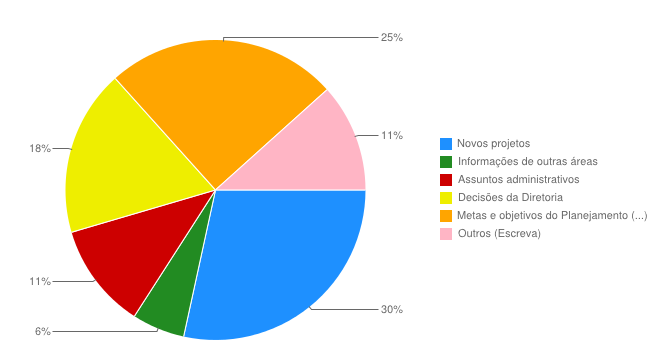 25%
11%
18%
11%
6%
30%
Novos projetos
Informações de outras áreas
Assuntos administrativos
Decisões da Diretoria
Metas e objetivos do Planejamento (...)
Outros (Escreva)